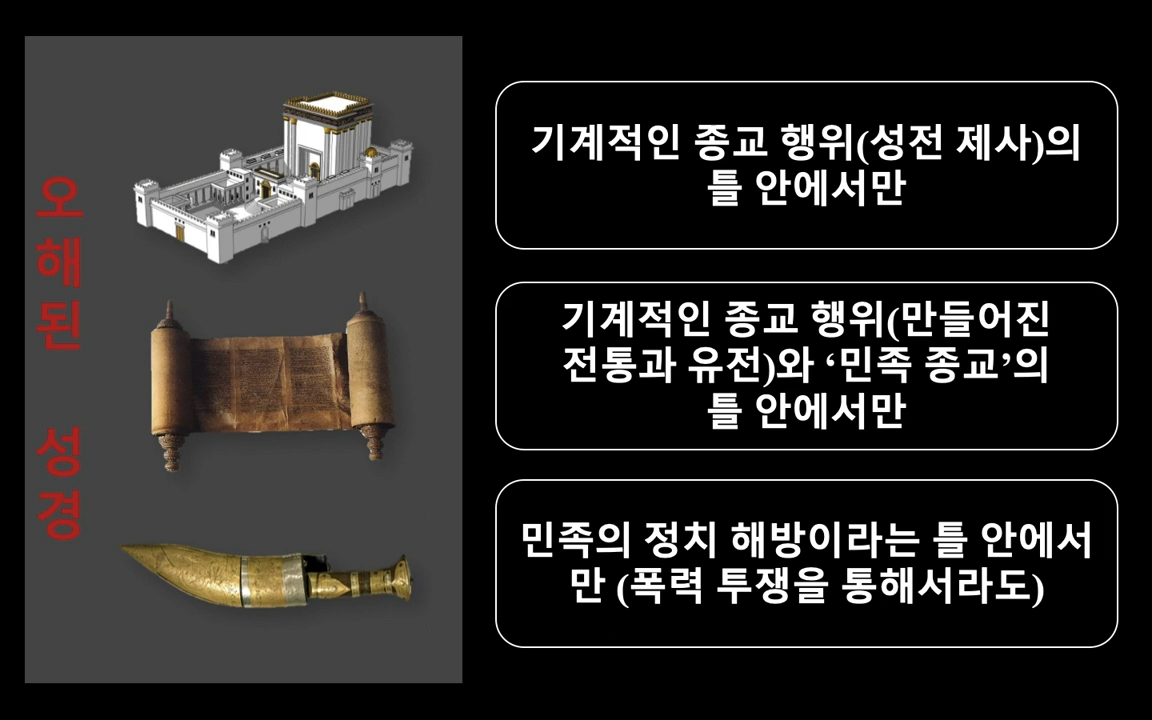 오해된 성경
기계적인 종교 행위(성전 제사)의
틀 안에서만
기계적인 종교 행위(만들어진
전통과 유전)와 ‘민족 종교’의
틀 안에서만
민족의 정치 해방이라는 틀 안에서
만 (폭력 투쟁을 통해서라도)